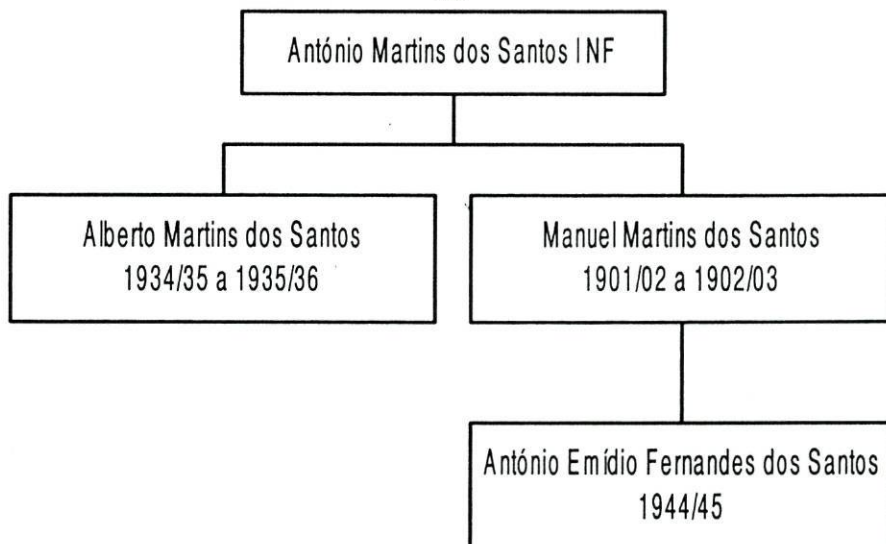 António Martins dos Santos INF
Alberto Martins dos Santos
1934/35 a 1935/36
Manuel Martins dos Santos
1901/02 a 1902/03
António Emídio Fernandes dos Santos
1944/45